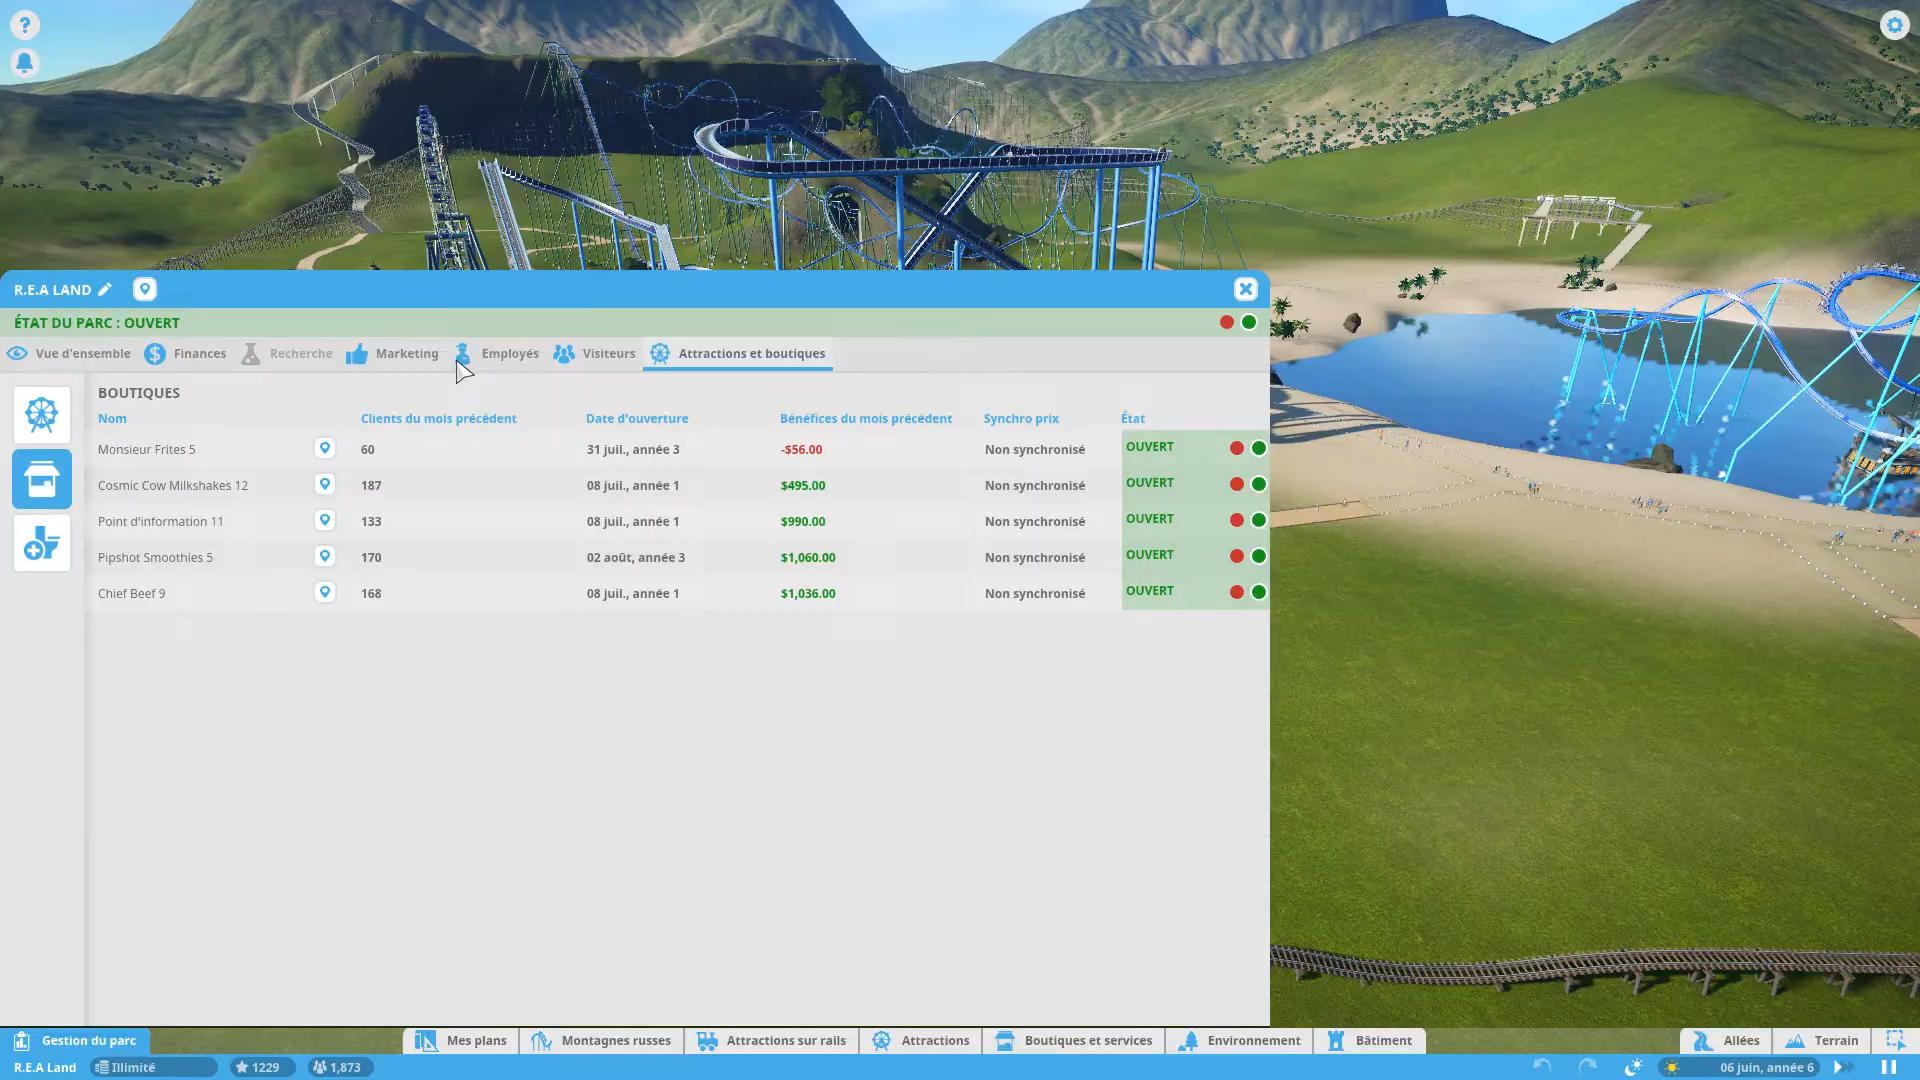 ?
R.E.A LAND
ÉTAT DU PARC : OUVERT
Vue d'ensemble Finances Recherche Marketing Employés Visiteurs Attractions et boutiques
BOUTIQUES
Nom Clients du mois précédent Date d'ouverture Bénéfices du mois précédent Synchro prix État
Monsieur Frites 5 60 31 juil., année 3 -$56.00 Non synchronisé OUVERT
Cosmic Cow Milkshakes 12 187 08 juil., année 1 $495.00 Non synchronisé OUVERT
Point d'information 11 133 08 juil., année 1 $990.00 Non synchronisé OUVERT
Pipshot Smoothies 5 170 02 août, année 3 $1,060.00 Non synchronisé OUVERT
Chief Beef 9 168 08 juil., année 1 $1,036.00 Non synchronisé OUVERT
Gestion du parc Mes plans Montagnes russes Attractions sur rails Attractions Boutiques et services Environnement Bâtiment Allées Terrain
R.E.A Land Illimité 1229 1,873 06 juin, année 6